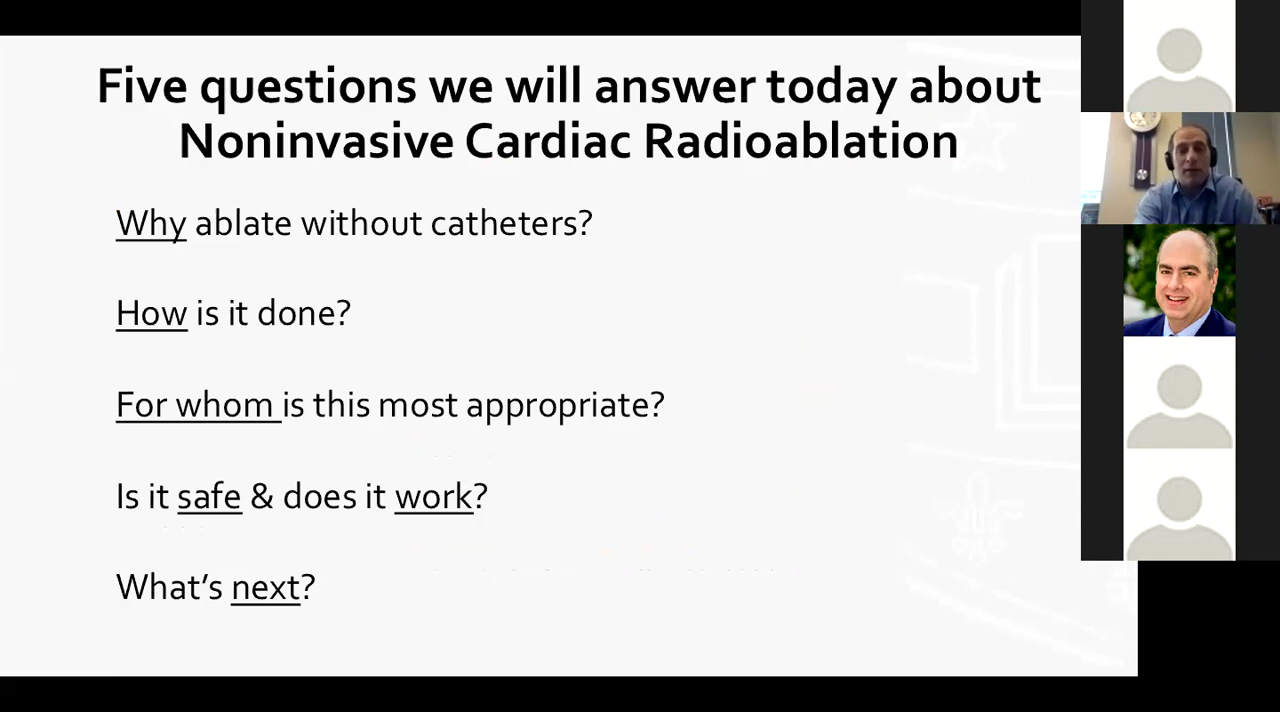 Five questions we will answer today about
Noninvasive Cardiac Radioablation
Why ablate without catheters?
How is it done?
For whom is this most appropriate?
Is it safe & does it work?
What’s next?